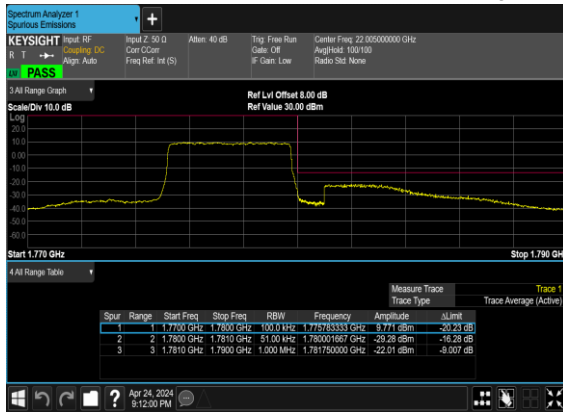 Spectrum Analyzer 1
Spurious Emissions
+
KEYSIGHT Input: RF Input Z: 50 Ω Atten: 40 dB Trig: Free Run Center Freq: 22.005000000 GHz
R T Coupling: DC Corr CCorr Gate: Off Avg|Hold: 100/100
Align: Auto Freq Ref: Int (S) IF Gain: Low Radio Std: None
PASS
3 All Range Graph
Ref Lvl Offset 8.00 dB
Scale/Div 10.0 dB Ref Value 30.00 dBm
Log
20.0
10.0
0.00
-10.0
-20.0
-30.0
-40.0
-50.0
-60.0
Start 1.770 GHz Stop 1.790 GH
4 All Range Table
Measure Trace Trace 1
Trace Type Trace Average (Active)
Spur Range Start Freq Stop Freq RBW Frequency Amplitude ΔLimit
1 1 1.7700 GHz 1.7800 GHz 100.0 kHz 1.775783333 GHz 9.771 dBm -20.23 dB
2 2 1.7800 GHz 1.7810 GHz 51.00 kHz 1.780001667 GHz -29.28 dBm -16.28 dB
3 3 1.7810 GHz 1.7900 GHz 1.000 MHz 1.781750000 GHz -22.01 dBm -9.007 dB
? Apr 24, 2024
9:12:00 PM